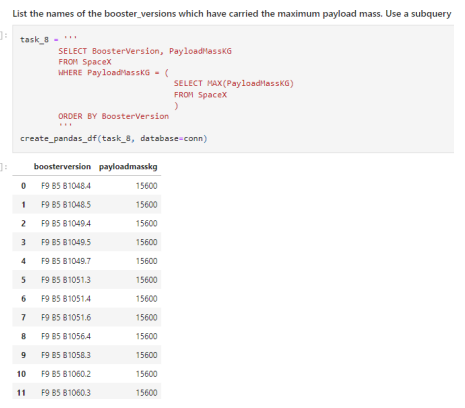 List the names of the booster_versions which have carried the maximum payload mass. Use a subquery
]:
task_8 = '''
SELECT BoosterVersion, PayloadMassKG
FROM SpaceX
WHERE PayloadMassKG = (
SELECT MAX(PayloadMassKG)
FROM SpaceX
)
ORDER BY BoosterVersion
'''
create_pandas_df(task_8, database=conn)
]:
boosterversion payloadmasskg
0 F9 B5 B1048.4 15600
1 F9 B5 B1048.5 15600
2 F9 B5 B1049.4 15600
3 F9 B5 B1049.5 15600
4 F9 B5 B1049.7 15600
5 F9 B5 B1051.3 15600
6 F9 B5 B1051.4 15600
7 F9 B5 B1051.6 15600
8 F9 B5 B1056.4 15600
9 F9 B5 B1058.3 15600
10 F9 B5 B1060.2 15600
11 F9 B5 B1060.3 15600